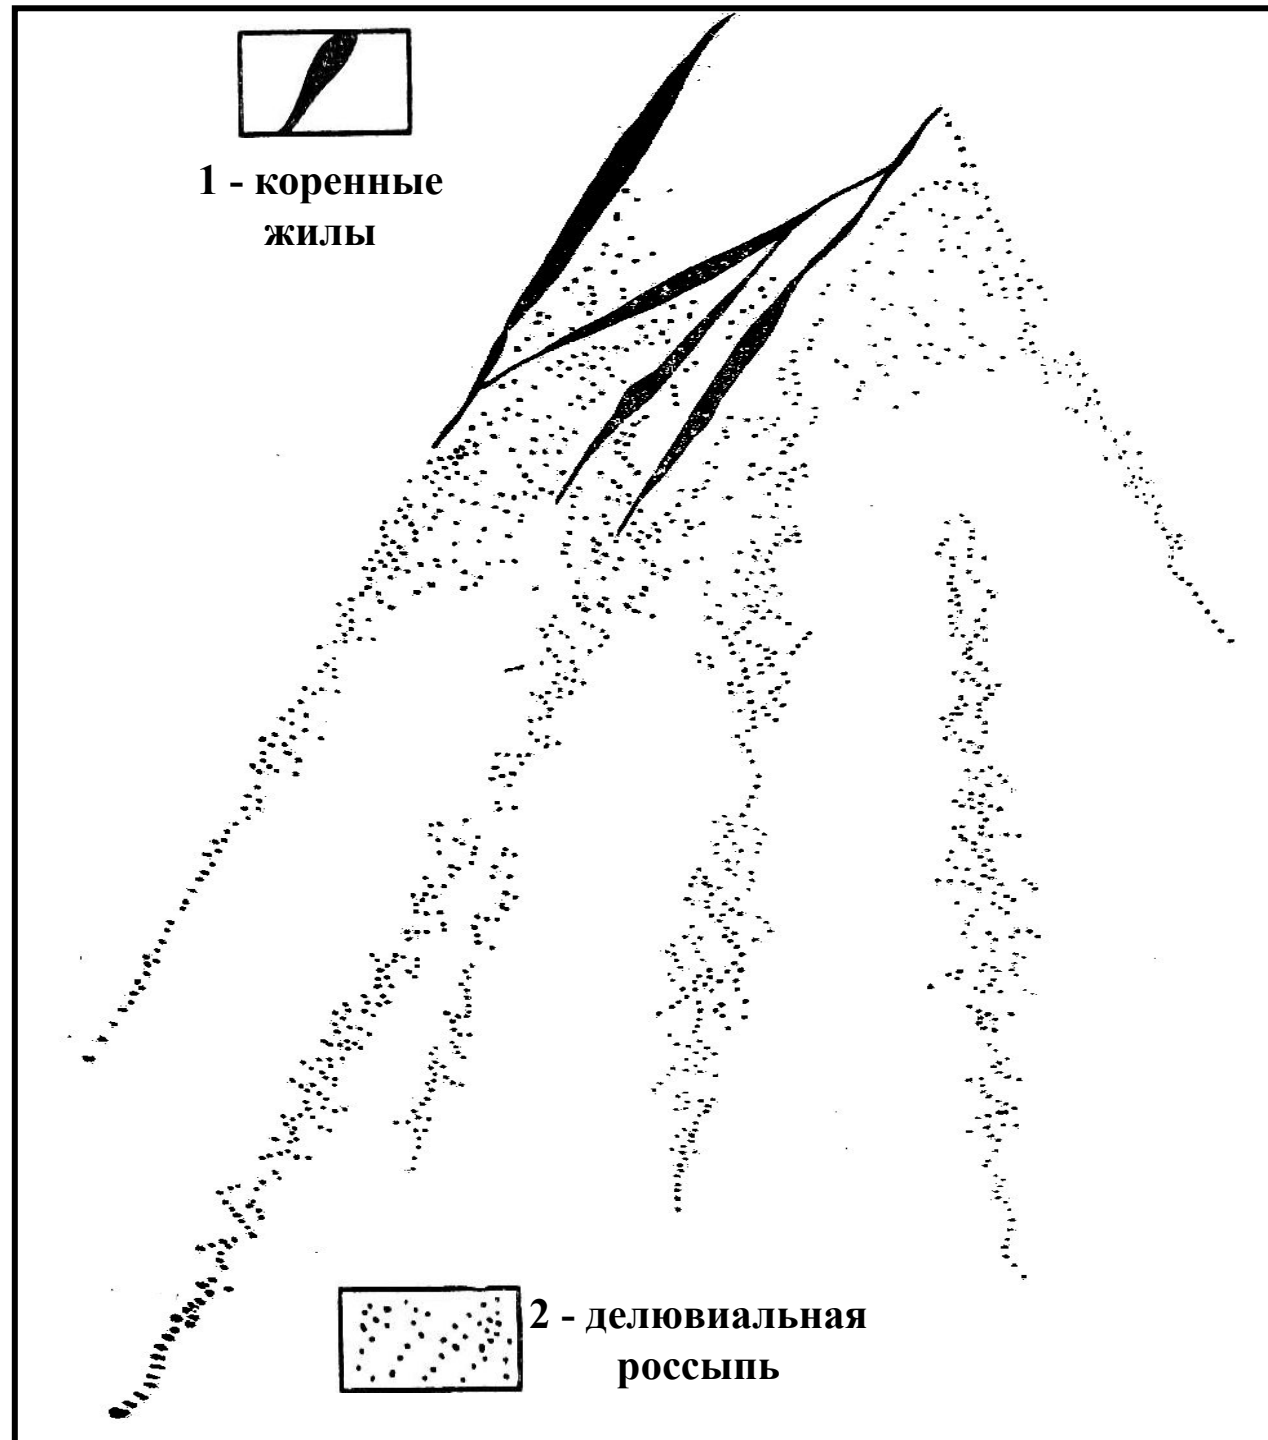 1 - коренные
жилы
2 - делювиальная
россыпь